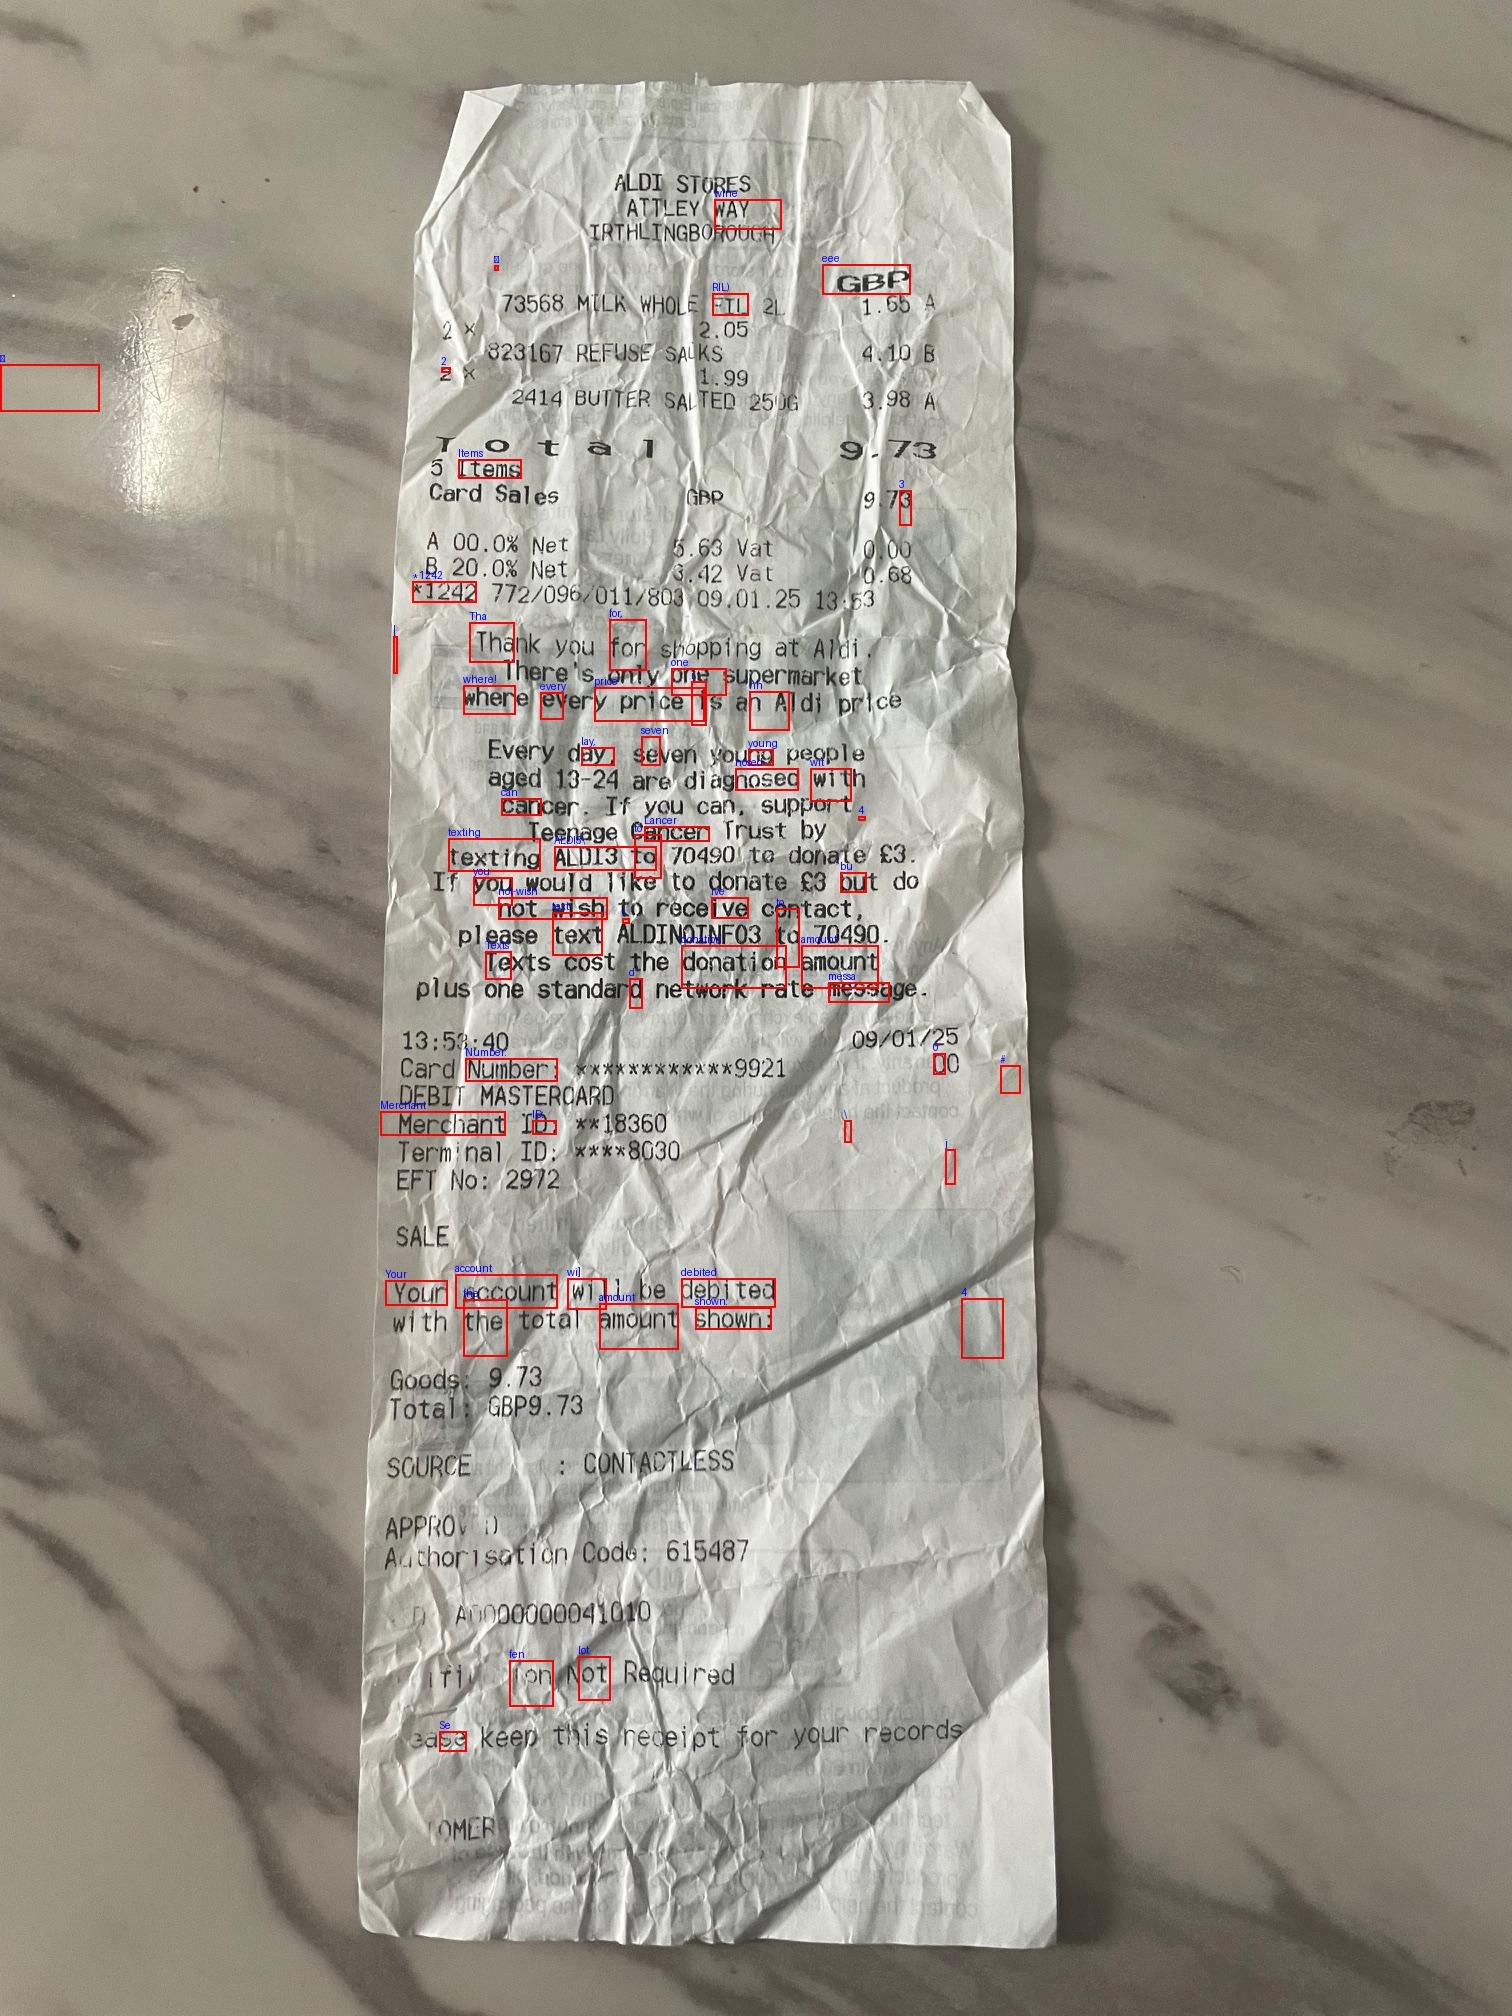 ALDI STORES
ATTLEY WAY
IRTHLINGBOROUGH
GBP
73568 MILK WHOLE FIL 2L 1.65 A
2 × 2.05
823167 REFUSE SACKS 4.10 B
2 × 1.99
2414 BUTTER SALTED 250G 3.98 A
Total 9.73
5 Items
Card Sales GBP 9.73
A 00.0% Net 5.63 Vat 0.00
B 20.0% Net 3.42 Vat 0.68
*1242 772/096/011/803 09.01.25 13:53
Thank you for shopping at Aldi.
There's only one supermarket
where every price is an Aldi price
Every day, seven young people
aged 13-24 are diagnosed with
cancer. If you can, support
Teenage Cancer Trust by
texting ALDI3 to 70490 to donate £3.
If you would like to donate £3 but do
not wish to receive contact,
please text ALDINOINFO3 to 70490.
Texts cost the donation amount
plus one standard network rate message.
13:53:40 09/01/25
Card Number: ************9921 00
DEBIT MASTERCARD
Merchant ID: **18360
Terminal ID: ****8030
EFT No: 2972
SALE
Your account will be debited
with the total amount shown:
Goods: 9.73
Total: GBP9.73
SOURCE : CONTACTLESS
APPROV D
Authorisation Code: 615487
A0000000041010
Not Required
ease keep this receipt for your records
OMER